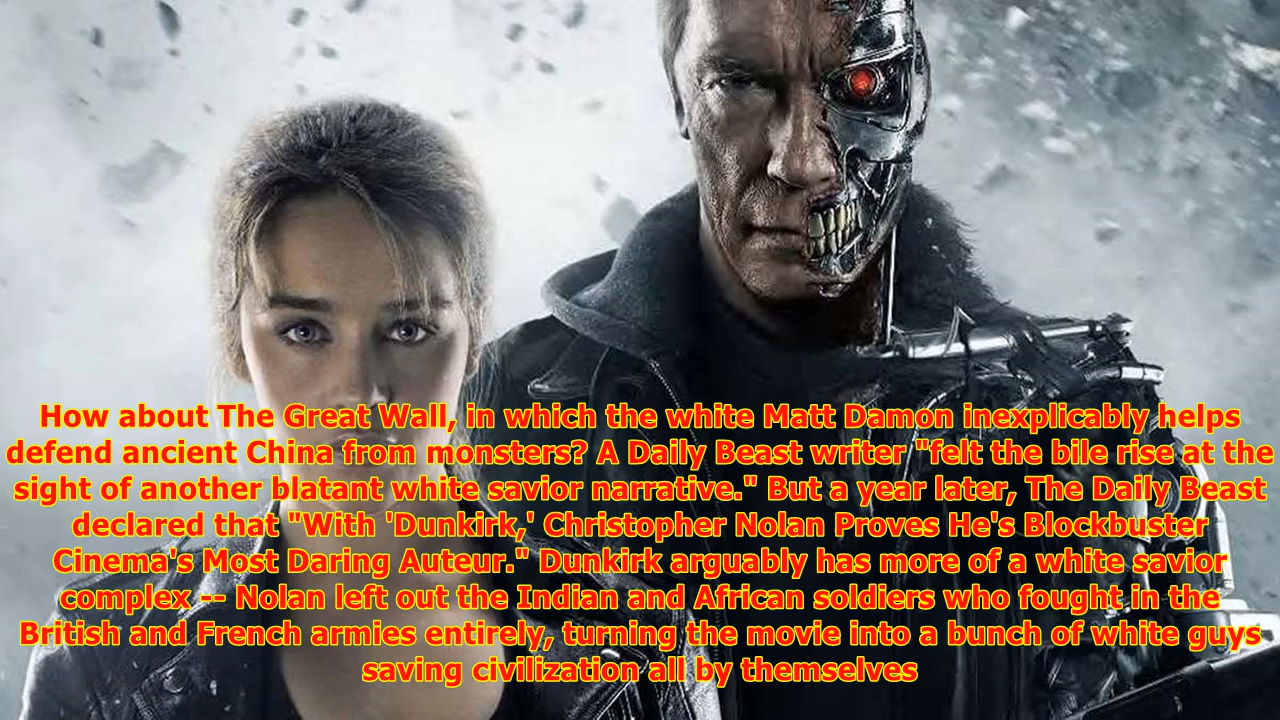 How about The Great Wall, in which the white Matt Damon inexplicably helps
defend ancient China from monsters? A Daily Beast writer "felt the bile rise at the
sight of another blatant white savior narrative." But a year later, The Daily Beast
declared that "With 'Dunkirk,' Christopher Nolan Proves He's Blockbuster
Cinema's Most Daring Auteur." Dunkirk arguably has more of a white savior
complex -- Nolan left out the Indian and African soldiers who fought in the
British and French armies entirely, turning the movie into a bunch of white guys
saving civilization all by themselves